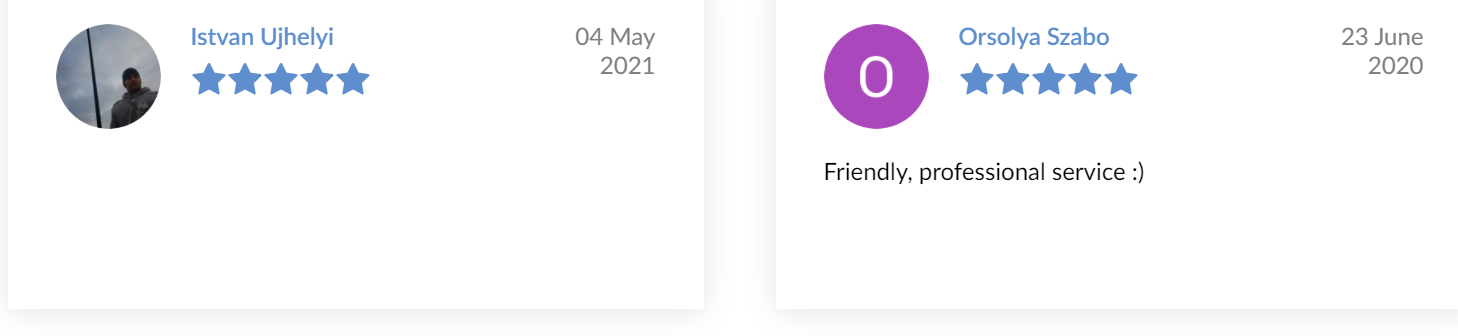 Istvan Ujhelyi
04 May
2021
Orsolya Szabo
23 June
2020
O
Friendly, professional service :)